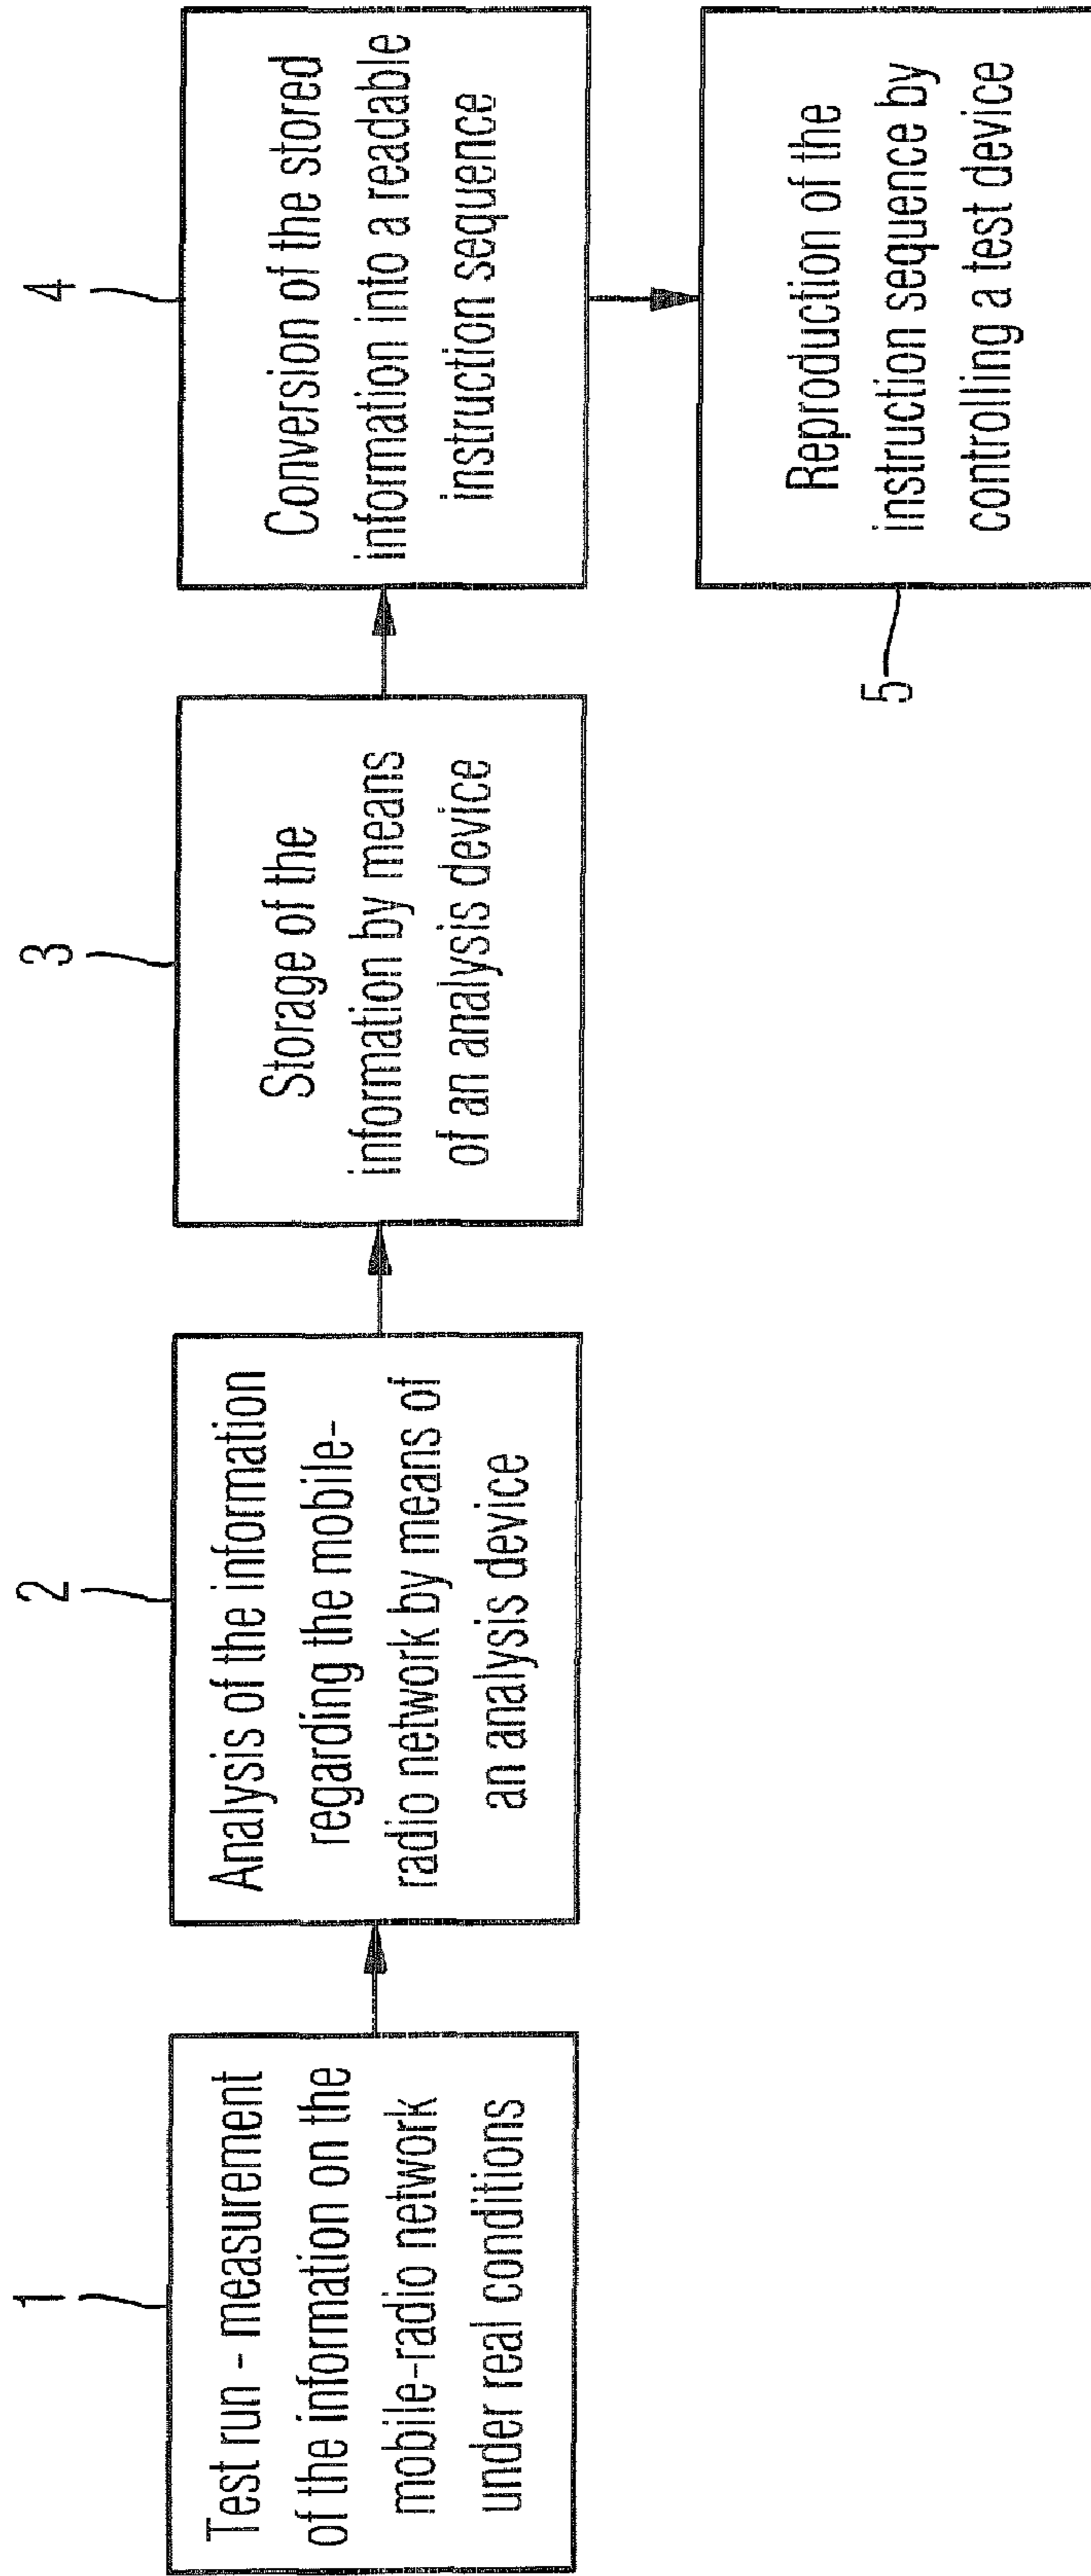 1
Test run - measurement
of the information on the
mobile-radio network
under real conditions
2
Analysis of the information
regarding the mobile-
radio network by means of
an analysis device
3
Storage of the
information by means
of an analysis device
4
Conversion of the stored
information into a readable
instruction sequence
5
Reproduction of the
instruction sequence by
controlling a test device